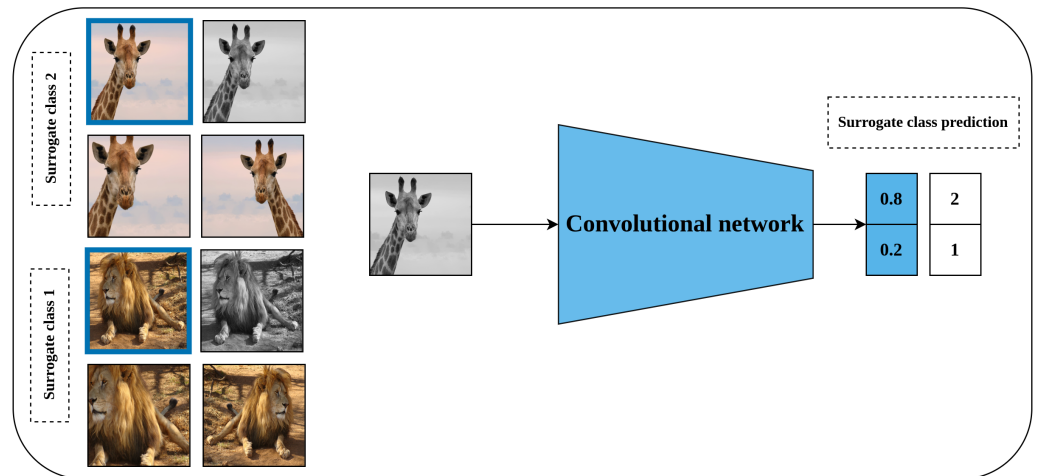 Surrogate class 2
Surrogate class 1
Convolutional network
Surrogate class prediction
0.8
2
0.2
1